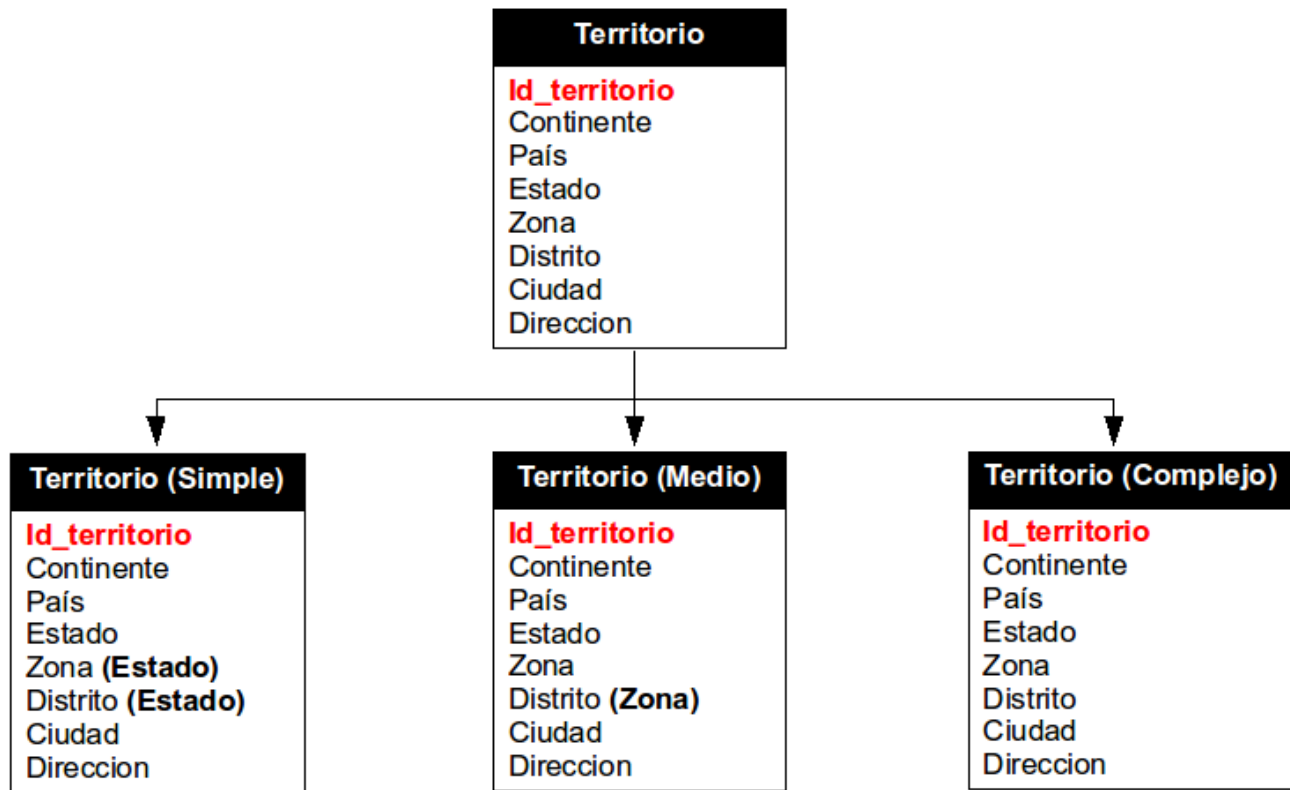 Territorio
Id_territorio
Continente
País
Estado
Zona
Distrito
Ciudad
Direccion
Territorio (Simple)
Id_territorio
Continente
País
Estado
Zona (Estado)
Distrito (Estado)
Ciudad
Direccion
Territorio (Medio)
Id_territorio
Continente
País
Estado
Zona
Distrito (Zona)
Ciudad
Direccion
Territorio (Complejo)
Id_territorio
Continente
País
Estado
Zona
Distrito
Ciudad
Direccion